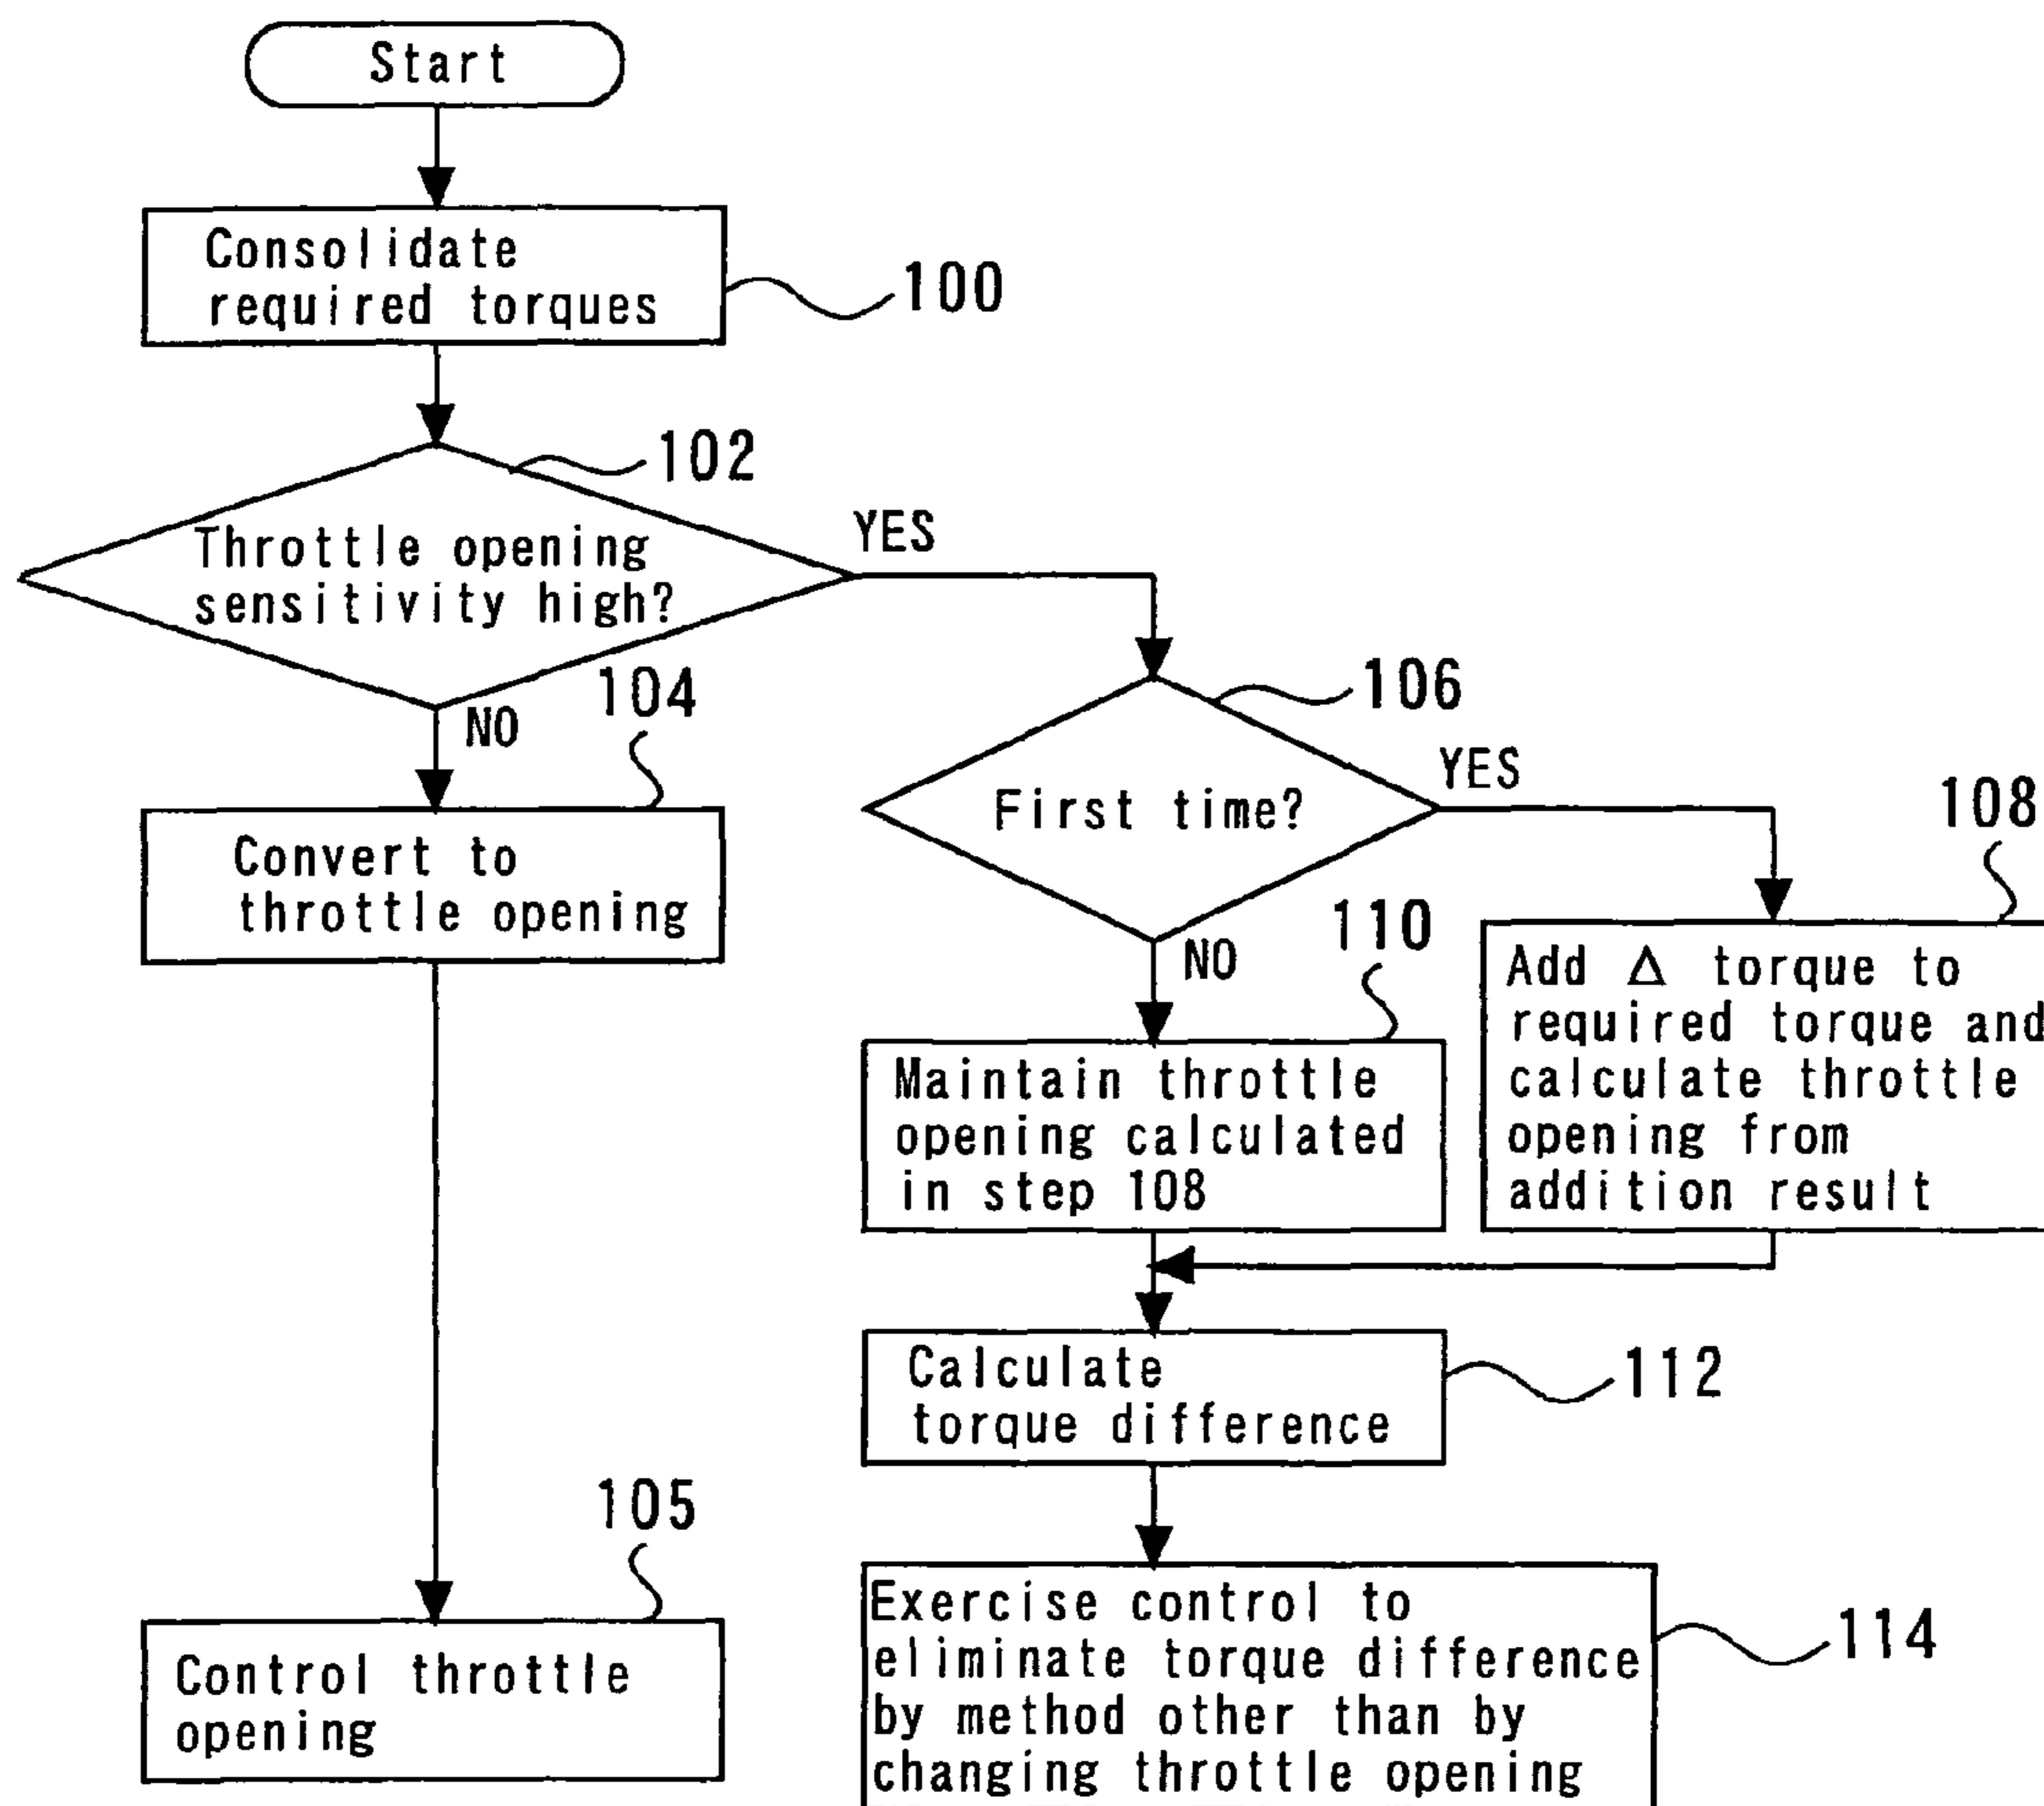 Start
Consolidate
required torques
100
102
Throttle opening
sensitivity high?
YES
NO
104
Convert to
throttle opening
106
First time?
YES
NO
108
Add Δ torque to
required torque and
calculate throttle
opening from
addition result
110
Maintain throttle
opening calculated
in step 108
Calculate
torque difference
112
105
Control throttle
opening
Exercise control to
eliminate torque difference
by method other than by
changing throttle opening
114